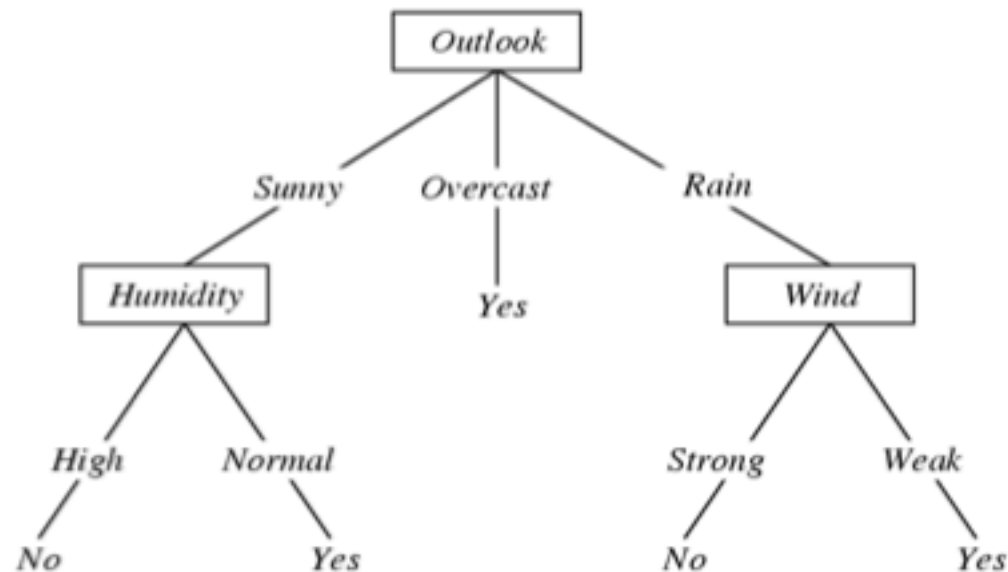 Outlook
Sunny Overcast Rain
Humidity Yes Wind
High Normal Strong Weak
No Yes No Yes